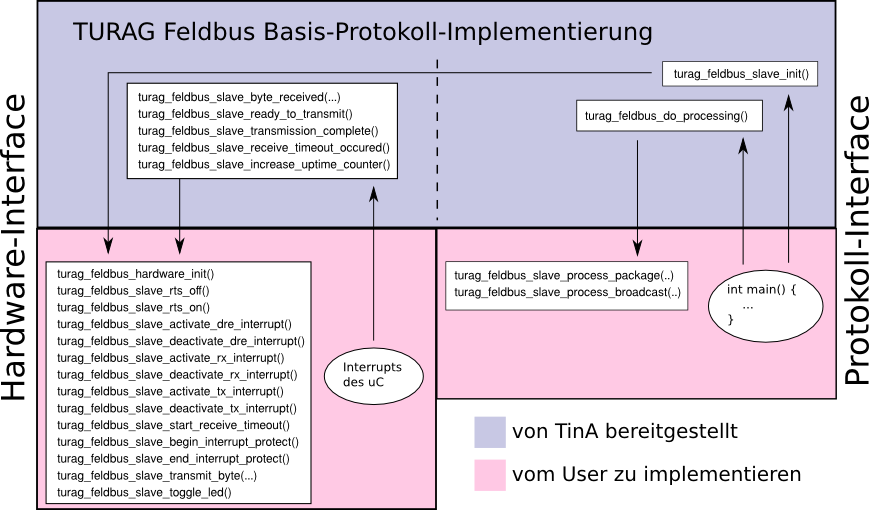 TURAG Feldbus Basis-Protokoll-Implementierung
turag_feldbus_slave_init()
turag_feldbus_do_processing()
turag_feldbus_slave_byte_received(...)
turag_feldbus_slave_ready_to_transmit()
turag_feldbus_slave_transmission_complete()
turag_feldbus_slave_receive_timeout_occured()
turag_feldbus_slave_increase_uptime_counter()
Hardware-Interface
Protokoll-Interface
turag_feldbus_hardware_init()
turag_feldbus_slave_rts_off()
turag_feldbus_slave_rts_on()
turag_feldbus_slave_activate_dre_interrupt()
turag_feldbus_slave_deactivate_dre_interrupt()
turag_feldbus_slave_activate_rx_interrupt()
turag_feldbus_slave_deactivate_rx_interrupt()
turag_feldbus_slave_activate_tx_interrupt()
turag_feldbus_slave_deactivate_tx_interrupt()
turag_feldbus_slave_start_receive_timeout()
turag_feldbus_slave_begin_interrupt_protect()
turag_feldbus_slave_end_interrupt_protect()
turag_feldbus_slave_transmit_byte(...)
turag_feldbus_slave_toggle_led()
Interrupts
des uC
turag_feldbus_slave_process_package(..)
turag_feldbus_slave_process_broadcast(..)
int main() {
...
}
von TinA bereitgestellt
vom User zu implementieren